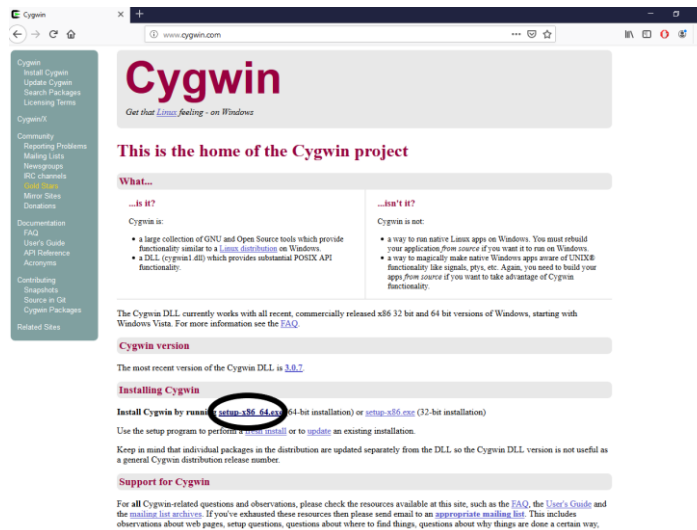 Cygwin
www.cygwin.com
Cygwin
Install Cygwin
Update Cygwin
Search Packages
Licensing Terms
Cygwin/X
Community
Reporting Problems
Mailing Lists
Newsgroups
IRC channels
Gold Stars
Mirror Sites
Donations
Documentation
FAQ
User's Guide
API Reference
Acronyms
Contributing
Snapshots
Source in Git
Cygwin Packages
Related Sites
Cygwin
Get that Linux feeling - on Windows
This is the home of the Cygwin project
What...
...is it?
Cygwin is:
• a large collection of GNU and Open Source tools which provide
functionality similar to a Linux distribution on Windows.
• a DLL (cygwin1.dll) which provides substantial POSIX API
functionality.
...isn't it?
Cygwin is not:
• a way to run native Linux apps on Windows. You must rebuild
your application from source if you want it to run on Windows.
• a way to magically make native Windows apps aware of UNIX®
functionality like signals, ptys, etc. Again, you need to build your
apps from source if you want to take advantage of Cygwin
functionality.
The Cygwin DLL currently works with all recent, commercially released x86 32 bit and 64 bit versions of Windows, starting with
Windows Vista. For more information see the FAQ.
Cygwin version
The most recent version of the Cygwin DLL is 3.0.7.
Installing Cygwin
Install Cygwin by running setup-x86_64.exe (64-bit installation) or setup-x86.exe (32-bit installation)
Use the setup program to perform a fresh install or to update an existing installation.
Keep in mind that individual packages in the distribution are updated separately from the DLL so the Cygwin DLL version is not useful as
a general Cygwin distribution release number.
Support for Cygwin
For all Cygwin-related questions and observations, please check the resources available at this site, such as the FAQ, the User's Guide and
the mailing list archives. If you've exhausted these resources then please send email to an appropriate mailing list. This includes
observations about web pages, setup questions, questions about where to find things, questions about why things are done a certain way,